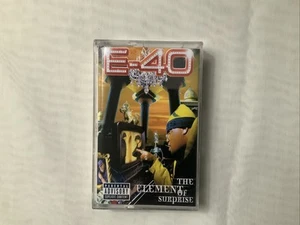 E-40
THE
ELEMENT
OF
SURPRISE
PARENTAL
ADVISORY
EXPLICIT CONTENT